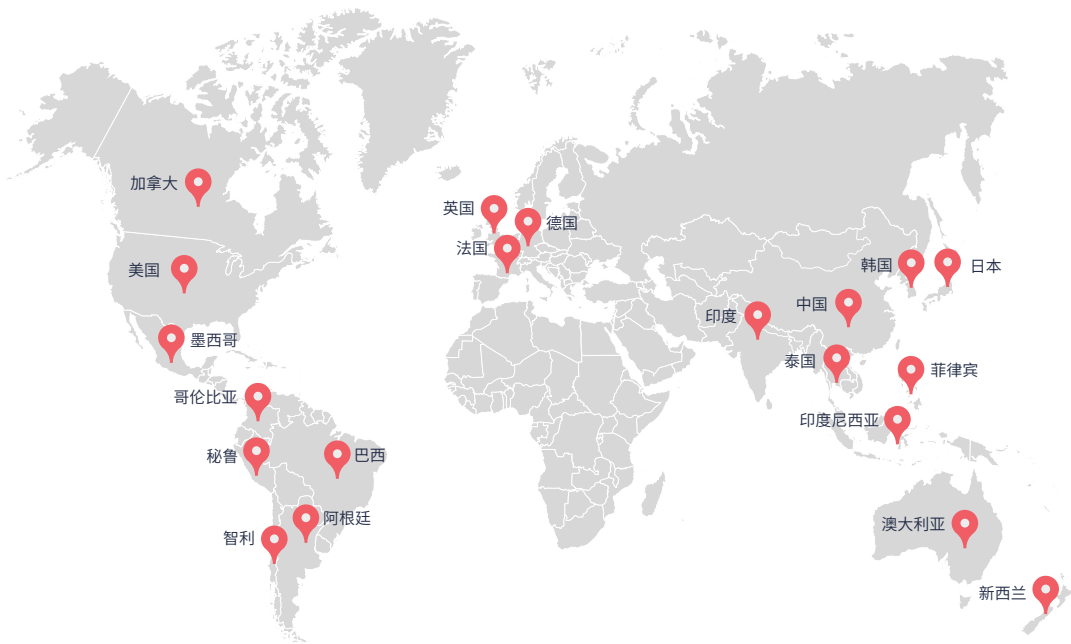 加拿大
英国
德国
法国
美国
韩国
日本
中国
印度
墨西哥
泰国
菲律宾
哥伦比亚
印度尼西亚
秘鲁
巴西
阿根廷
澳大利亚
智利
新西兰